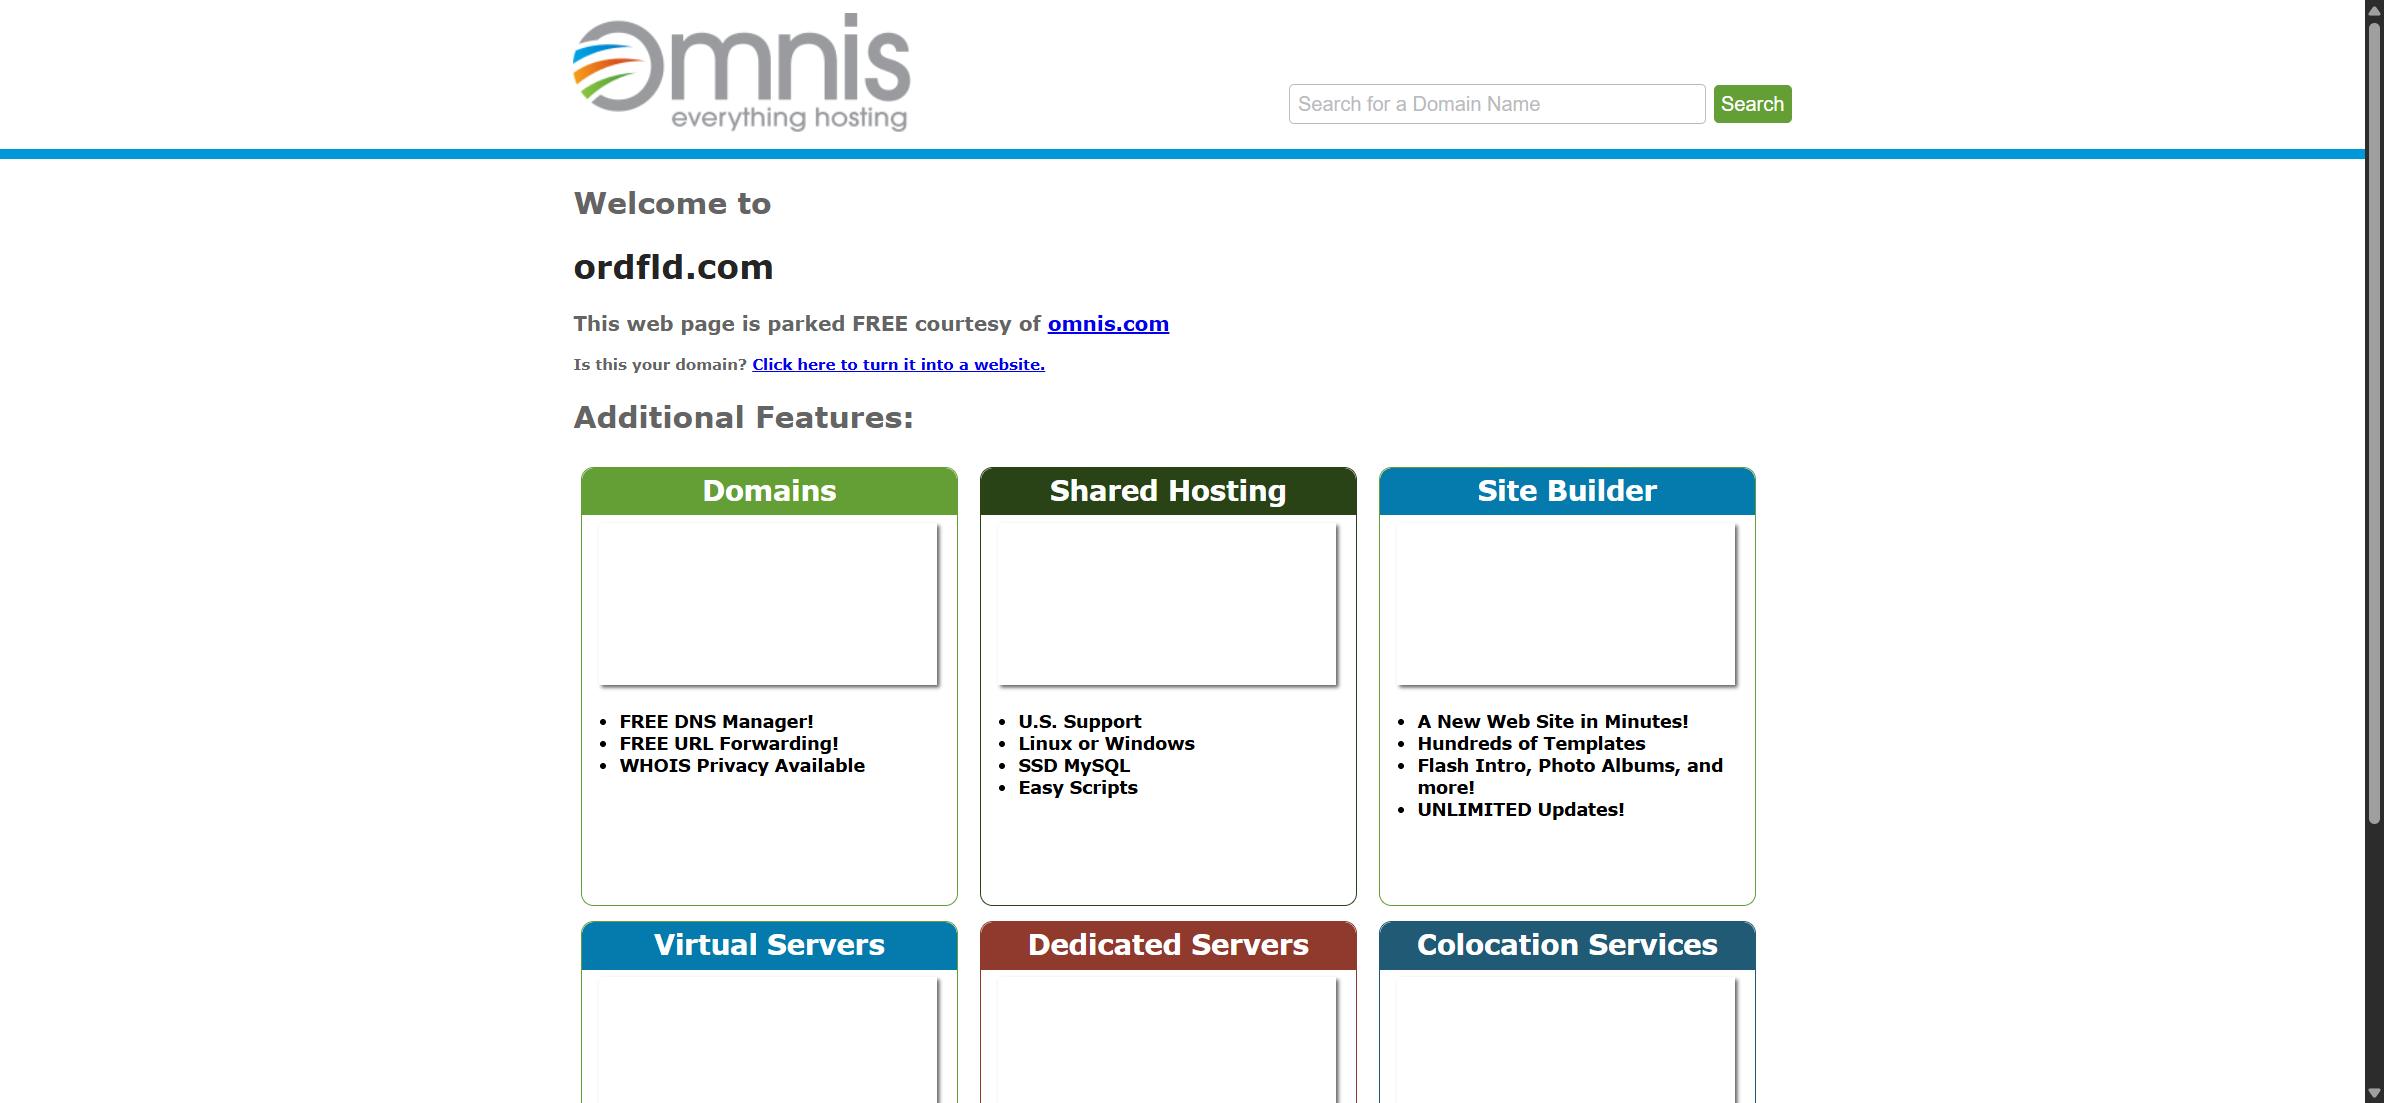 Omnis
everything hosting
Search for a Domain Name
Search
Welcome to
ordfld.com
This web page is parked FREE courtesy of omnis.com
Is this your domain? Click here to turn it into a website.
Additional Features:
Domains
FREE DNS Manager!
FREE URL Forwarding!
WHOIS Privacy Available
Shared Hosting
U.S. Support
Linux or Windows
SSD MySQL
Easy Scripts
Site Builder
A New Web Site in Minutes!
Hundreds of Templates
Flash Intro, Photo Albums, and
more!
UNLIMITED Updates!
Virtual Servers
Dedicated Servers
Colocation Services